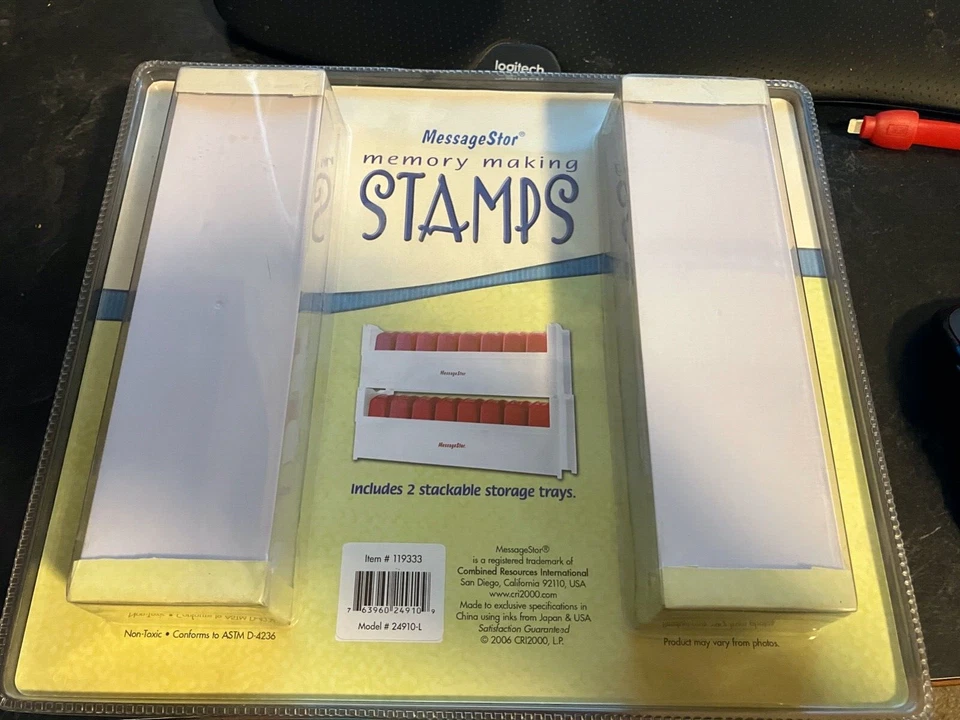 logitech
MessageStor®
memory making
STAMPS
MessageStor
MessageStor
Includes 2 stackable storage trays.
Item # 119333
7 63960 24910 9
Model # 24910-L
MessageStor®
is a registered trademark of
Combined Resources International
San Diego, California 92110, USA
www.cri2000.com
Made to exclusive specifications in
China using inks from Japan & USA
Satisfaction Guaranteed
© 2006 CRI2000, L.P.
Non-Toxic • Conforms to ASTM D-4236
Product may vary from photos.